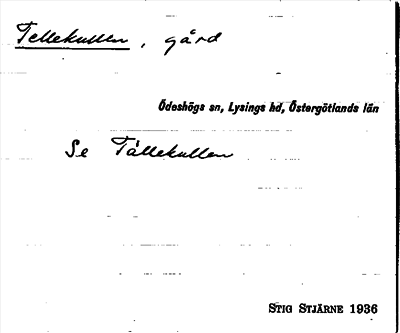 Tellekullen, gård
Ödeshögs sn, Lysings hd, Östergötlands län
Se Tällekullen
STIG STJÄRNE 1936